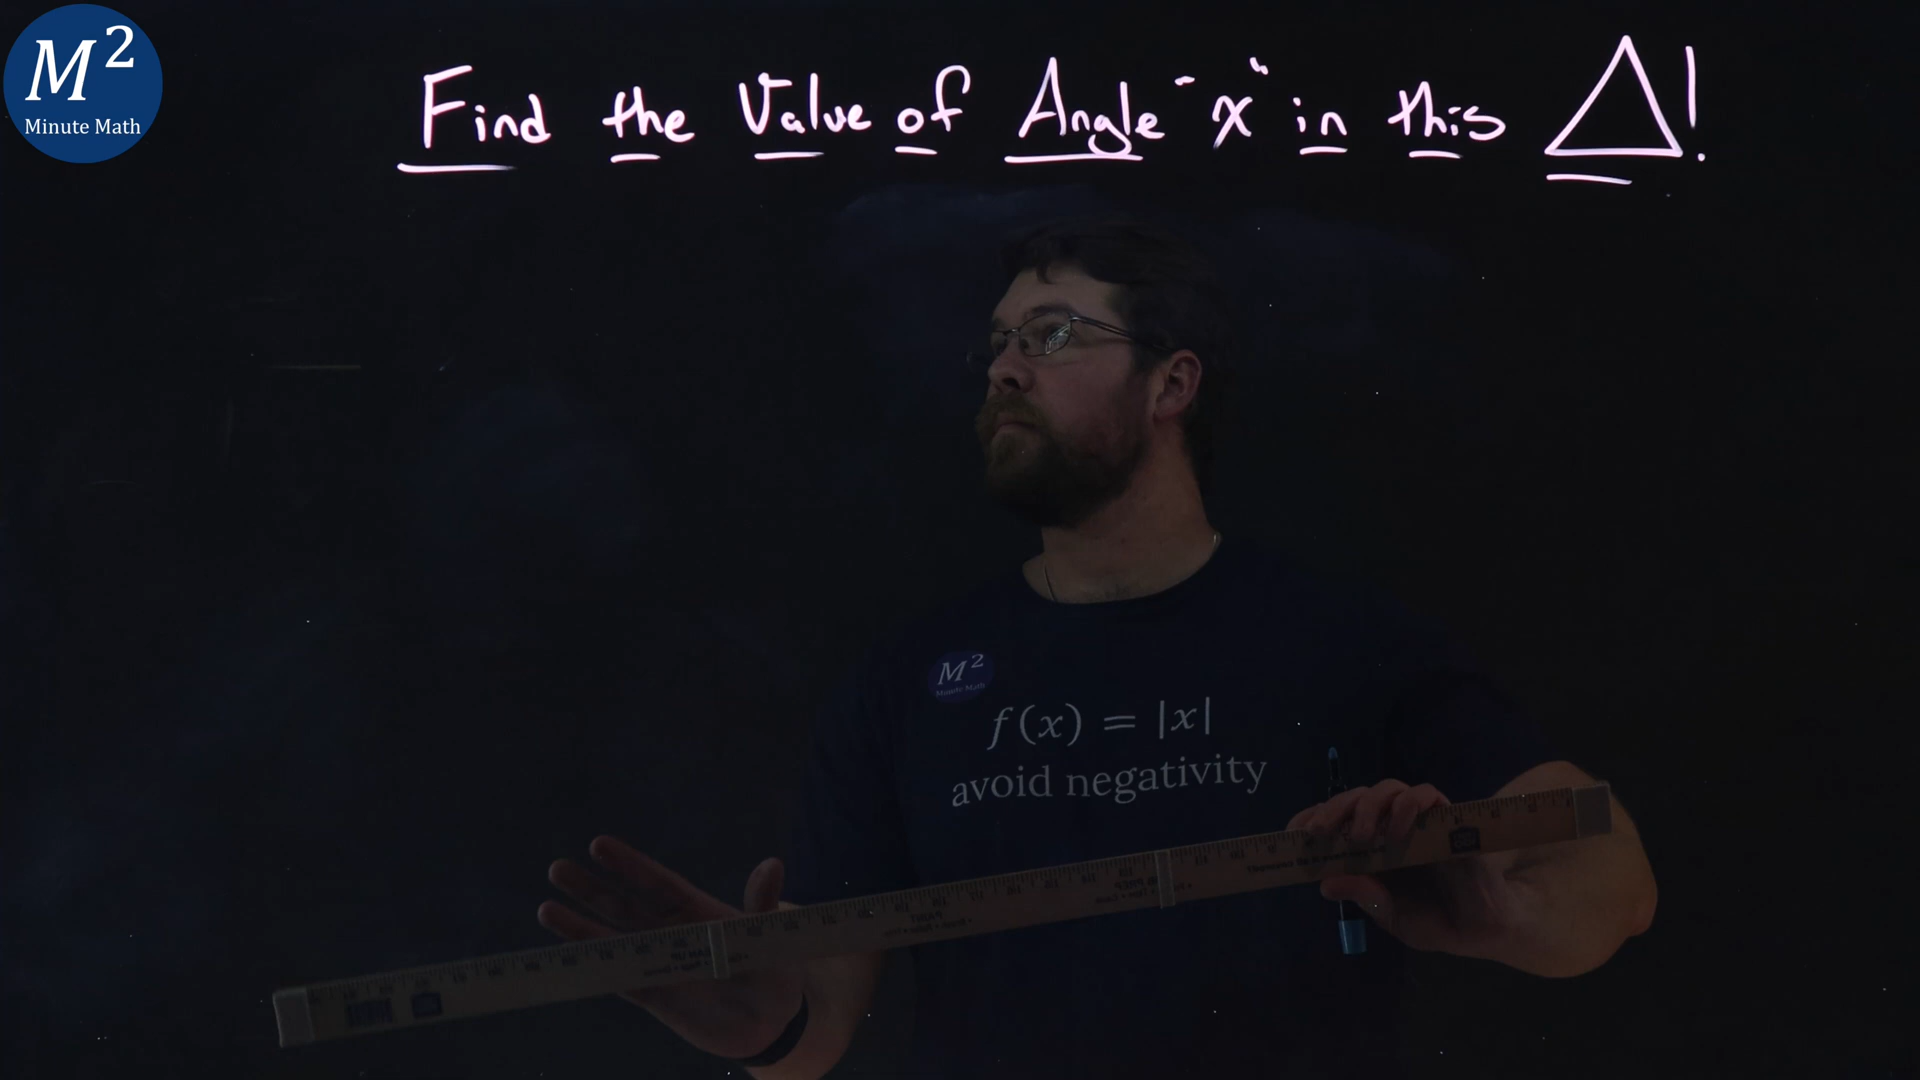 M²
Minute Math
Find the Value of Angle "x" in this △!
M²
Minute Math
f(x) = |x|
avoid negativity